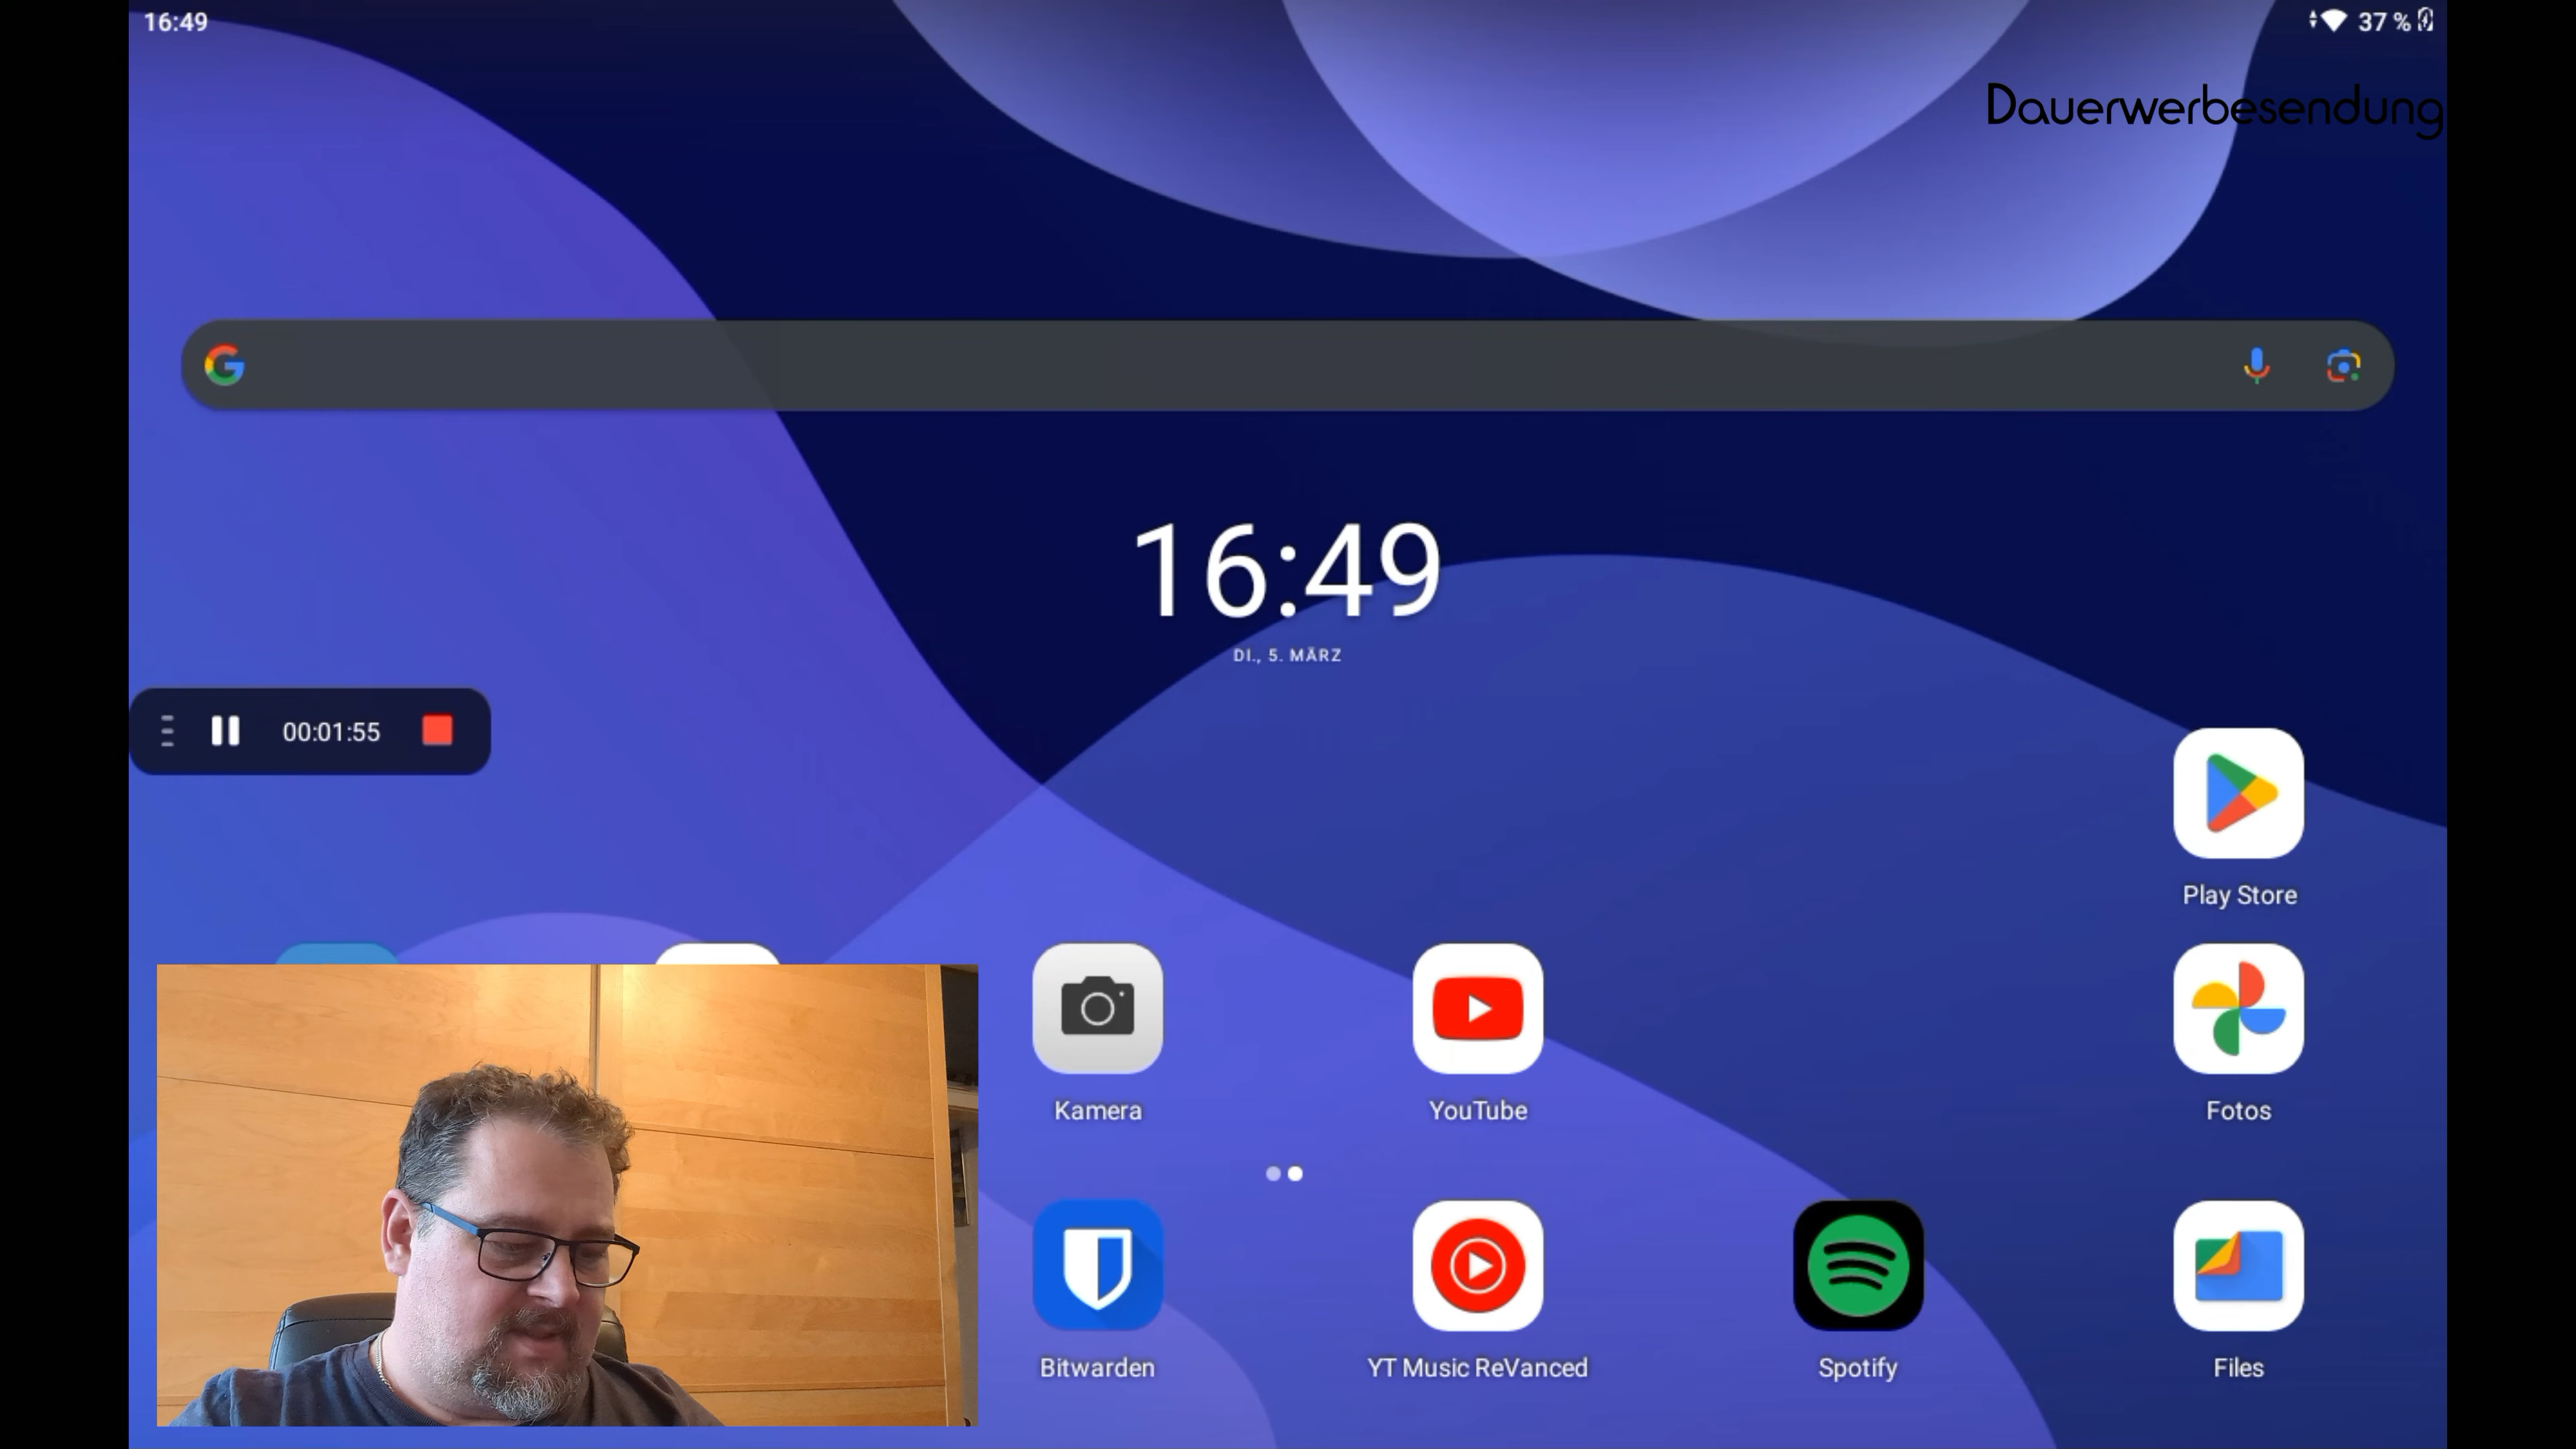 16:49
37 %
Dauerwerbesendung
16:49
DI., 5. MÄRZ
00:01:55
Play Store
Kamera
YouTube
Fotos
Bitwarden
YT Music ReVanced
Spotify
Files